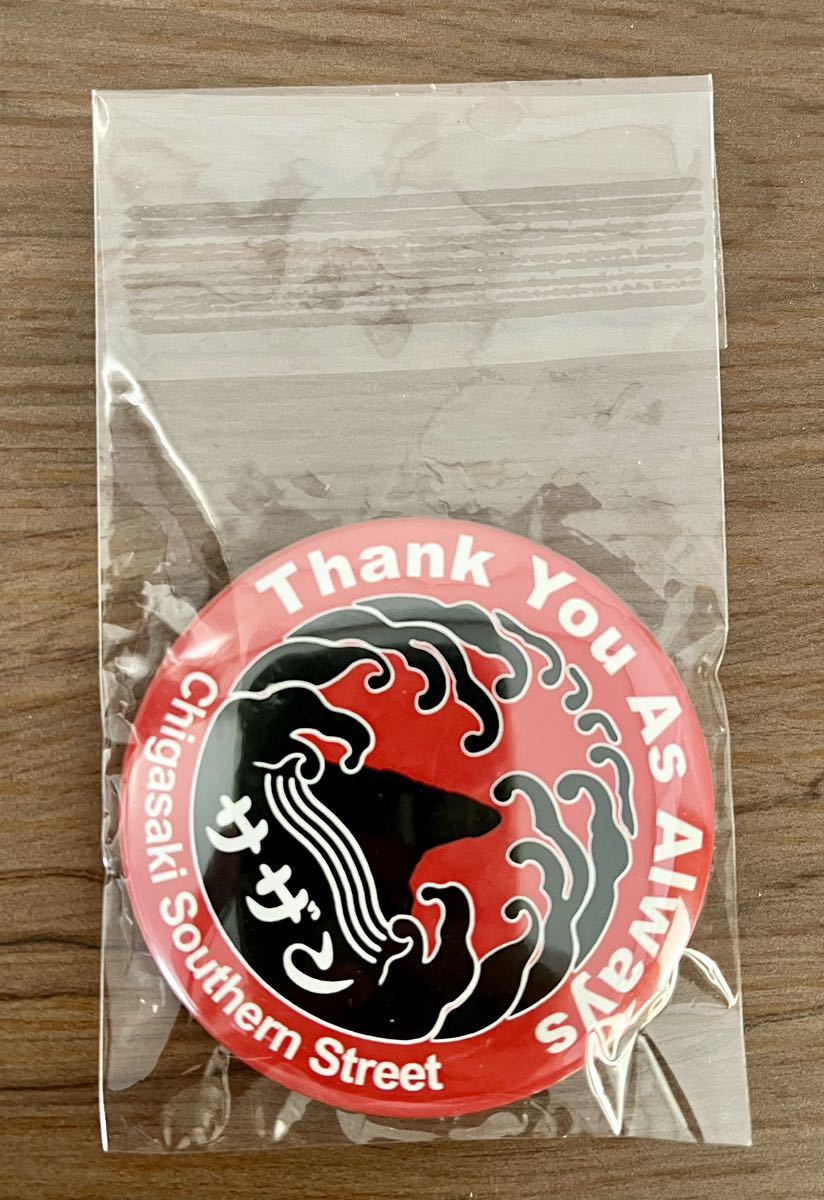 Thank You As Always
サザン
Chigasaki Southern Street